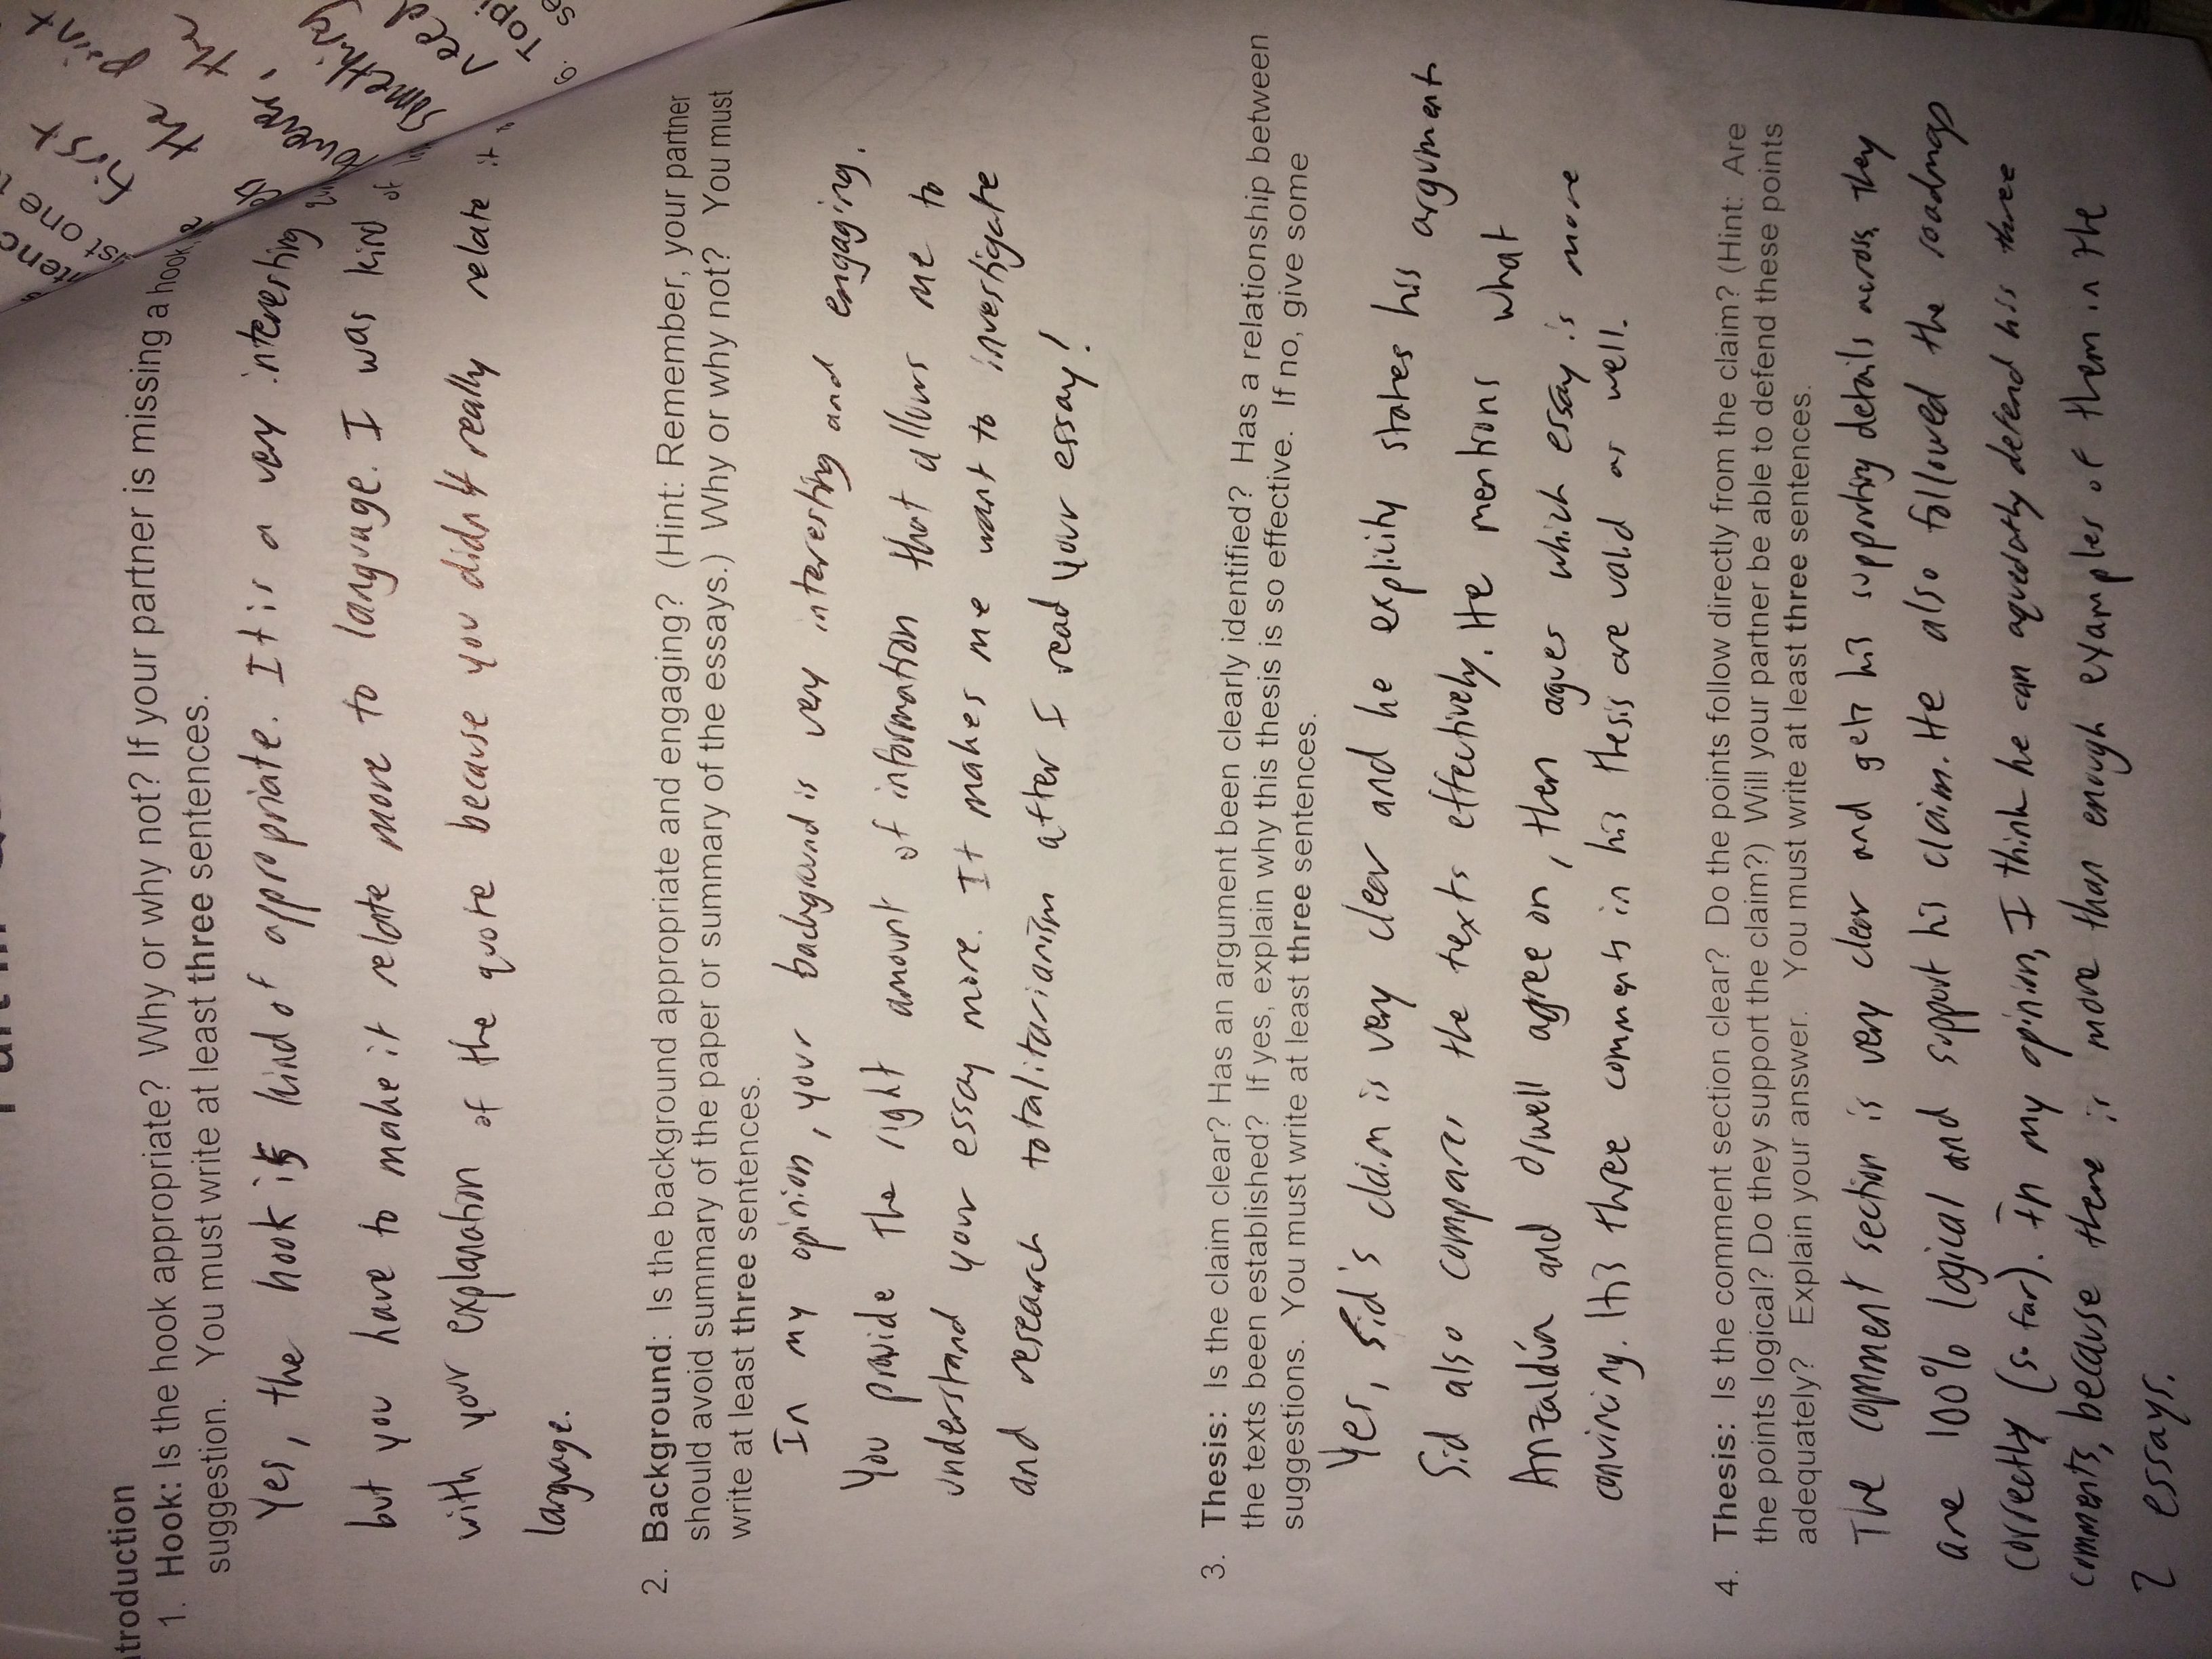 Part III
ntroduction
1. Hook: Is the hook appropriate? Why or why not? If your partner is missing a hook,
suggestion. You must write at least three sentences.
Yes, the hook is kind of appropriate. It is a very interesting
but you have to make it relate more to language. I was kind of
with your explanation of the quote because you didn't really relate it to
language.
2. Background: Is the background appropriate and engaging? (Hint: Remember, your partner
should avoid summary of the paper or summary of the essays.) Why or why not? You must
write at least three sentences.
In my opinion, your background is very interesting and engaging.
You provide the right amount of information that allows me to
understand your essay more. It makes me want to investigate
and research totalitarianism after I read your essay!
3. Thesis: Is the claim clear? Has an argument been clearly identified? Has a relationship between
the texts been established? If yes, explain why this thesis is so effective. If no, give some
suggestions. You must write at least three sentences.
Yes, Sid's claim is very clear and he explicity states his argument
Sid also compares the texts effectively. He mentions what
Anzaldúa and Orwell agree on, then agues which essay is more
convincing. His three comments in his thesis are valid as well.
4. Thesis: Is the comment section clear? Do the points follow directly from the claim? (Hint: Are
the points logical? Do they support the claim?) Will your partner be able to defend these points
adequately? Explain your answer. You must write at least three sentences.
The comment section is very clear and gets his supporting details across. They
are 100% logical and support his claim. He also followed the roadmap
correctly (so far). In my opinion, I think he can aquedatly defend his three
comments, because there is more than enough examples of them in the
2 essays.
st one t
first
the point
however, the
something
need
6. Topi
se